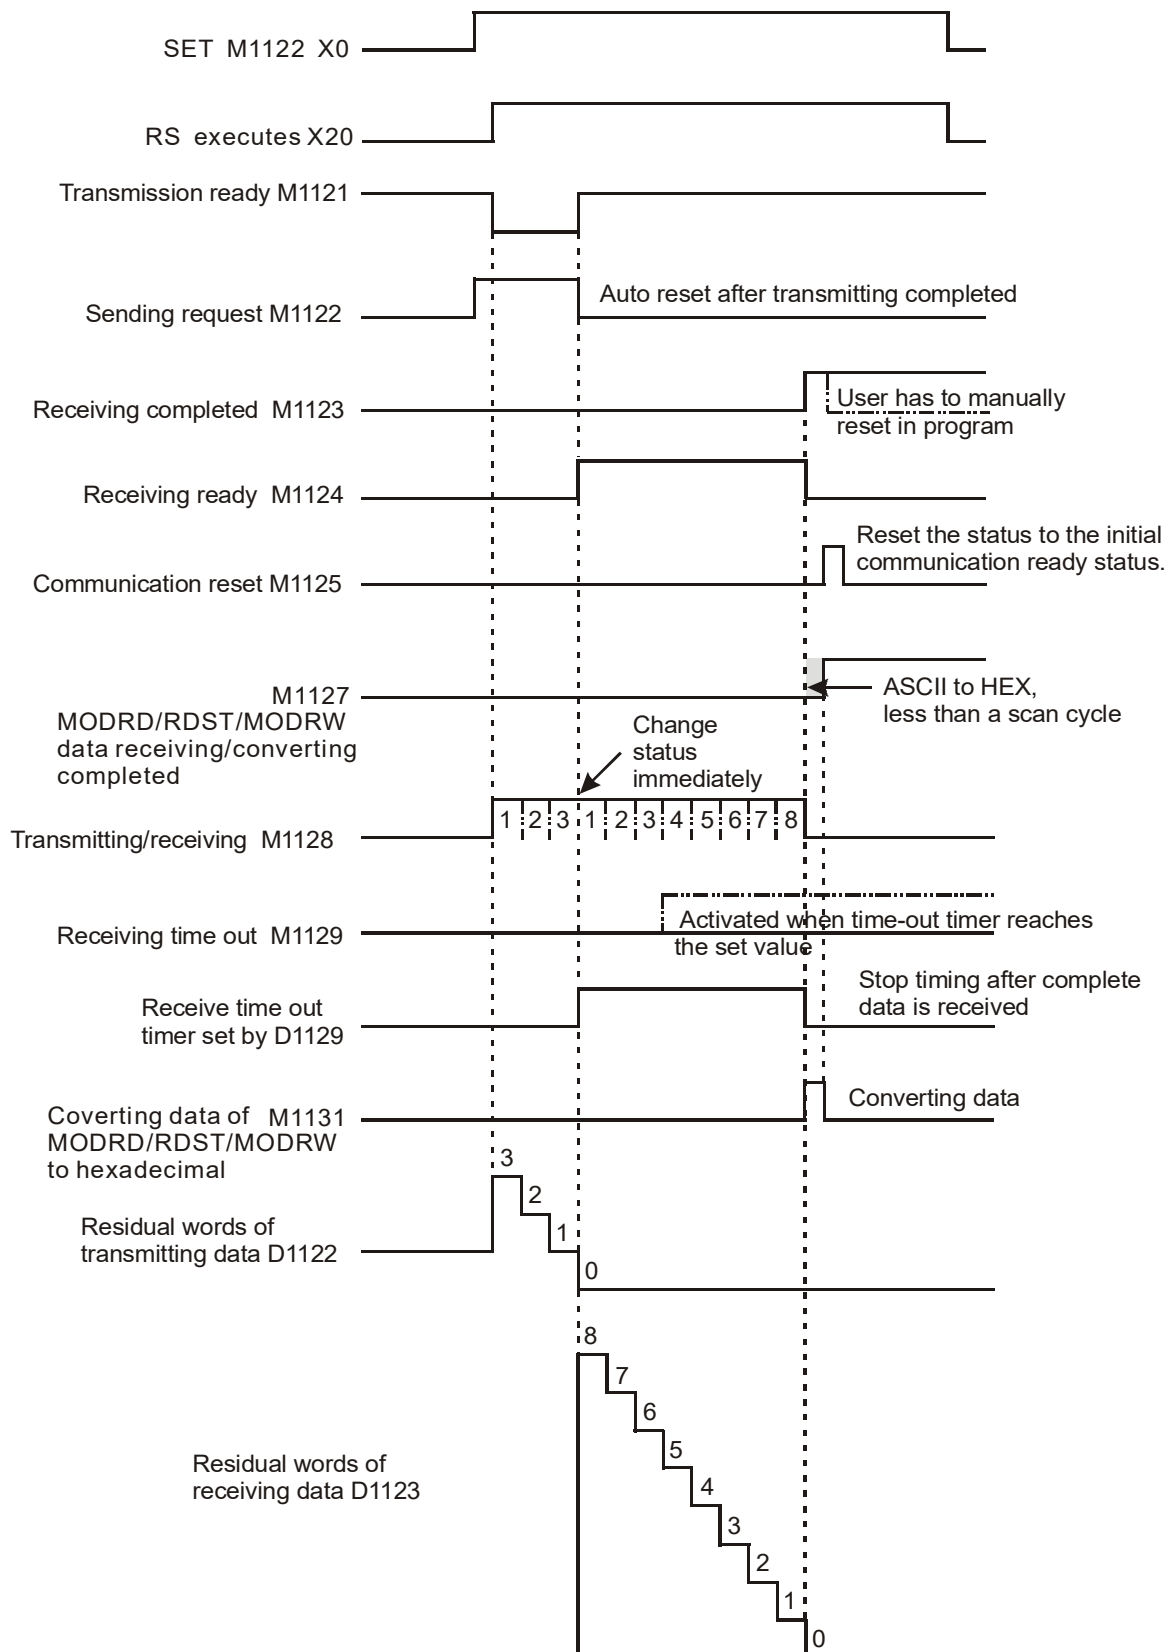 SET M1122 X0
RS executes X20
Transmission ready M1121
Sending request M1122
Auto reset after transmitting completed
Receiving completed M1123
User has to manually
reset in program
Receiving ready M1124
Reset the status to the initial
communication ready status.
Communication reset M1125
M1127
MODRD/RDST/MODRW
data receiving/converting
completed
ASCII to HEX,
less than a scan cycle
Change
status
immediately
Transmitting/receiving M1128
1 2 3 1 2 3 4 5 6 7 8
Receiving time out M1129
Activated when time-out timer reaches
the set value
Receive time out
timer set by D1129
Stop timing after complete
data is received
Coverting data of M1131
MODRD/RDST/MODRW
to hexadecimal
Converting data
3
2
1
0
Residual words of
transmitting data D1122
8
7
6
5
4
3
2
1
0
Residual words of
receiving data D1123